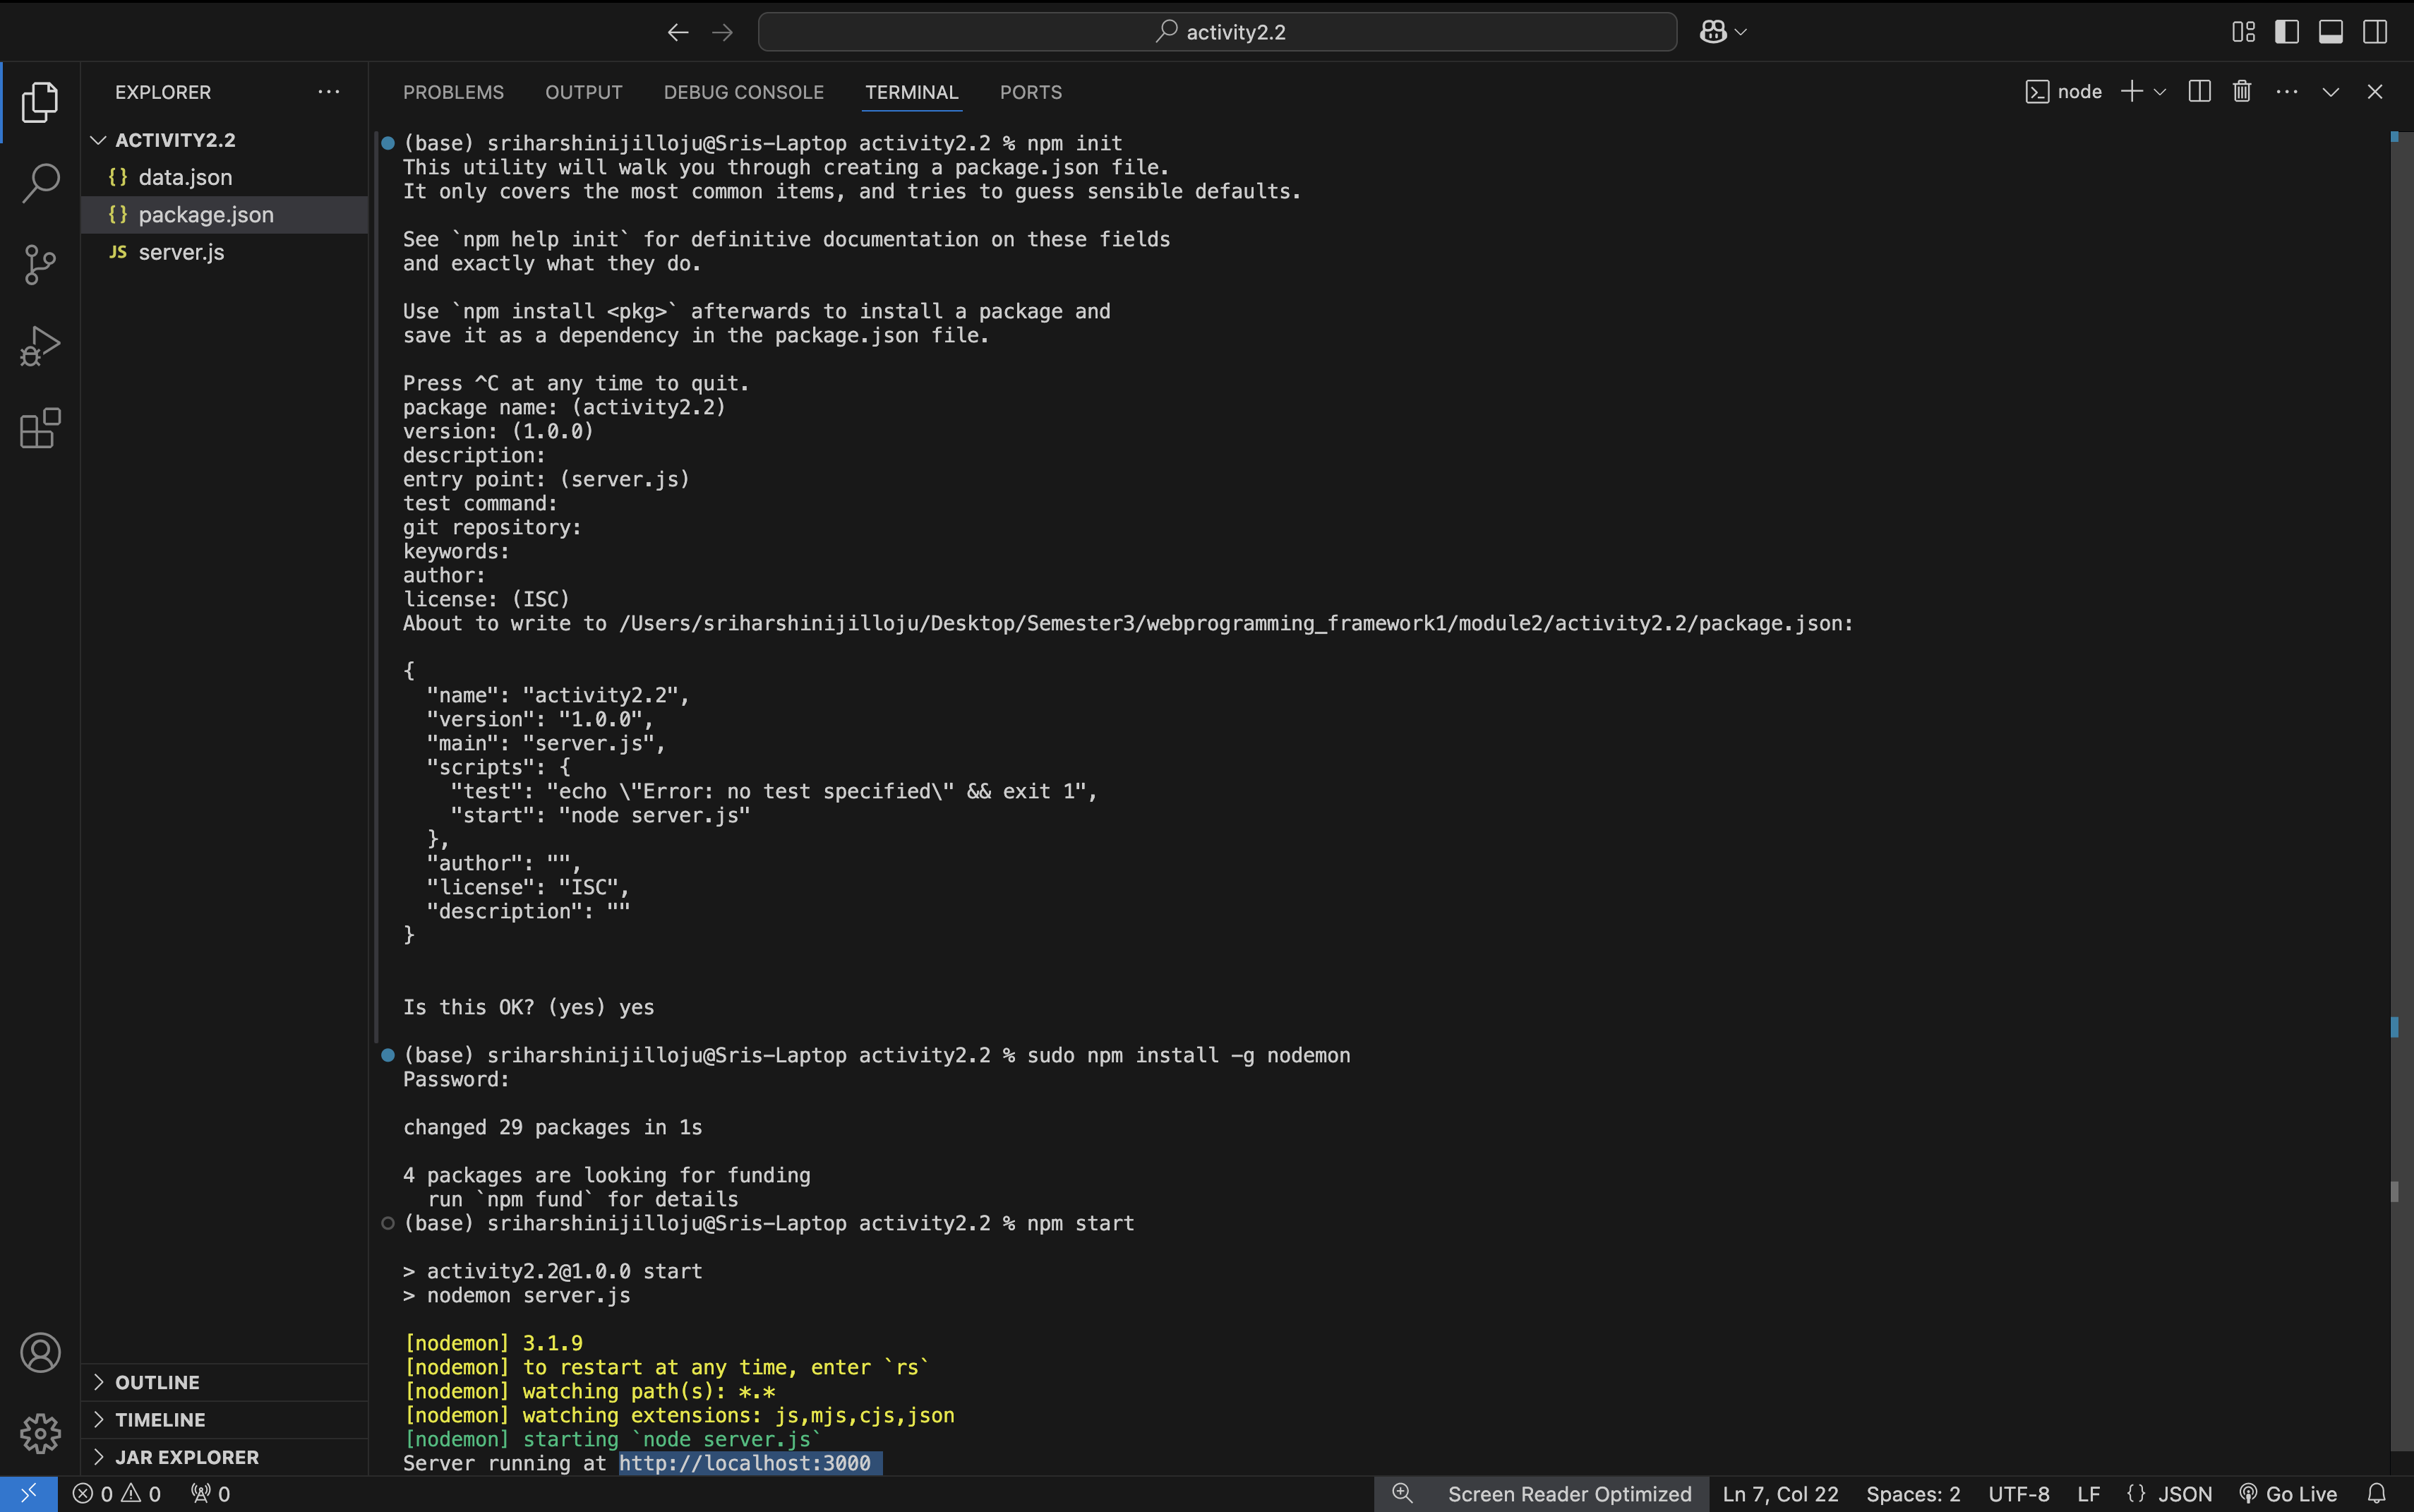 activity2.2
EXPLORER
ACTIVITY2.2
{} data.json
{} package.json
JS server.js
OUTLINE
TIMELINE
JAR EXPLORER
PROBLEMS OUTPUT DEBUG CONSOLE TERMINAL PORTS
node
(base) sriharshinijilloju@Sris-Laptop activity2.2 % npm init
This utility will walk you through creating a package.json file.
It only covers the most common items, and tries to guess sensible defaults.
See `npm help init` for definitive documentation on these fields
and exactly what they do.
Use `npm install <pkg>` afterwards to install a package and
save it as a dependency in the package.json file.
Press ^C at any time to quit.
package name: (activity2.2)
version: (1.0.0)
description:
entry point: (server.js)
test command:
git repository:
keywords:
author:
license: (ISC)
About to write to /Users/sriharshinijilloju/Desktop/Semester3/webprogramming_framework1/module2/activity2.2/package.json:
{
  "name": "activity2.2",
  "version": "1.0.0",
  "main": "server.js",
  "scripts": {
    "test": "echo \"Error: no test specified\" && exit 1",
    "start": "node server.js"
  },
  "author": "",
  "license": "ISC",
  "description": ""
}
Is this OK? (yes) yes
(base) sriharshinijilloju@Sris-Laptop activity2.2 % sudo npm install -g nodemon
Password:
changed 29 packages in 1s
4 packages are looking for funding
  run `npm fund` for details
(base) sriharshinijilloju@Sris-Laptop activity2.2 % npm start
> activity2.2@1.0.0 start
> nodemon server.js
[nodemon] 3.1.9
[nodemon] to restart at any time, enter `rs`
[nodemon] watching path(s): *.*
[nodemon] watching extensions: js,mjs,cjs,json
[nodemon] starting `node server.js`
Server running at http://localhost:3000
0 0 0 Screen Reader Optimized Ln 7, Col 22 Spaces: 2 UTF-8 LF {} JSON Go Live